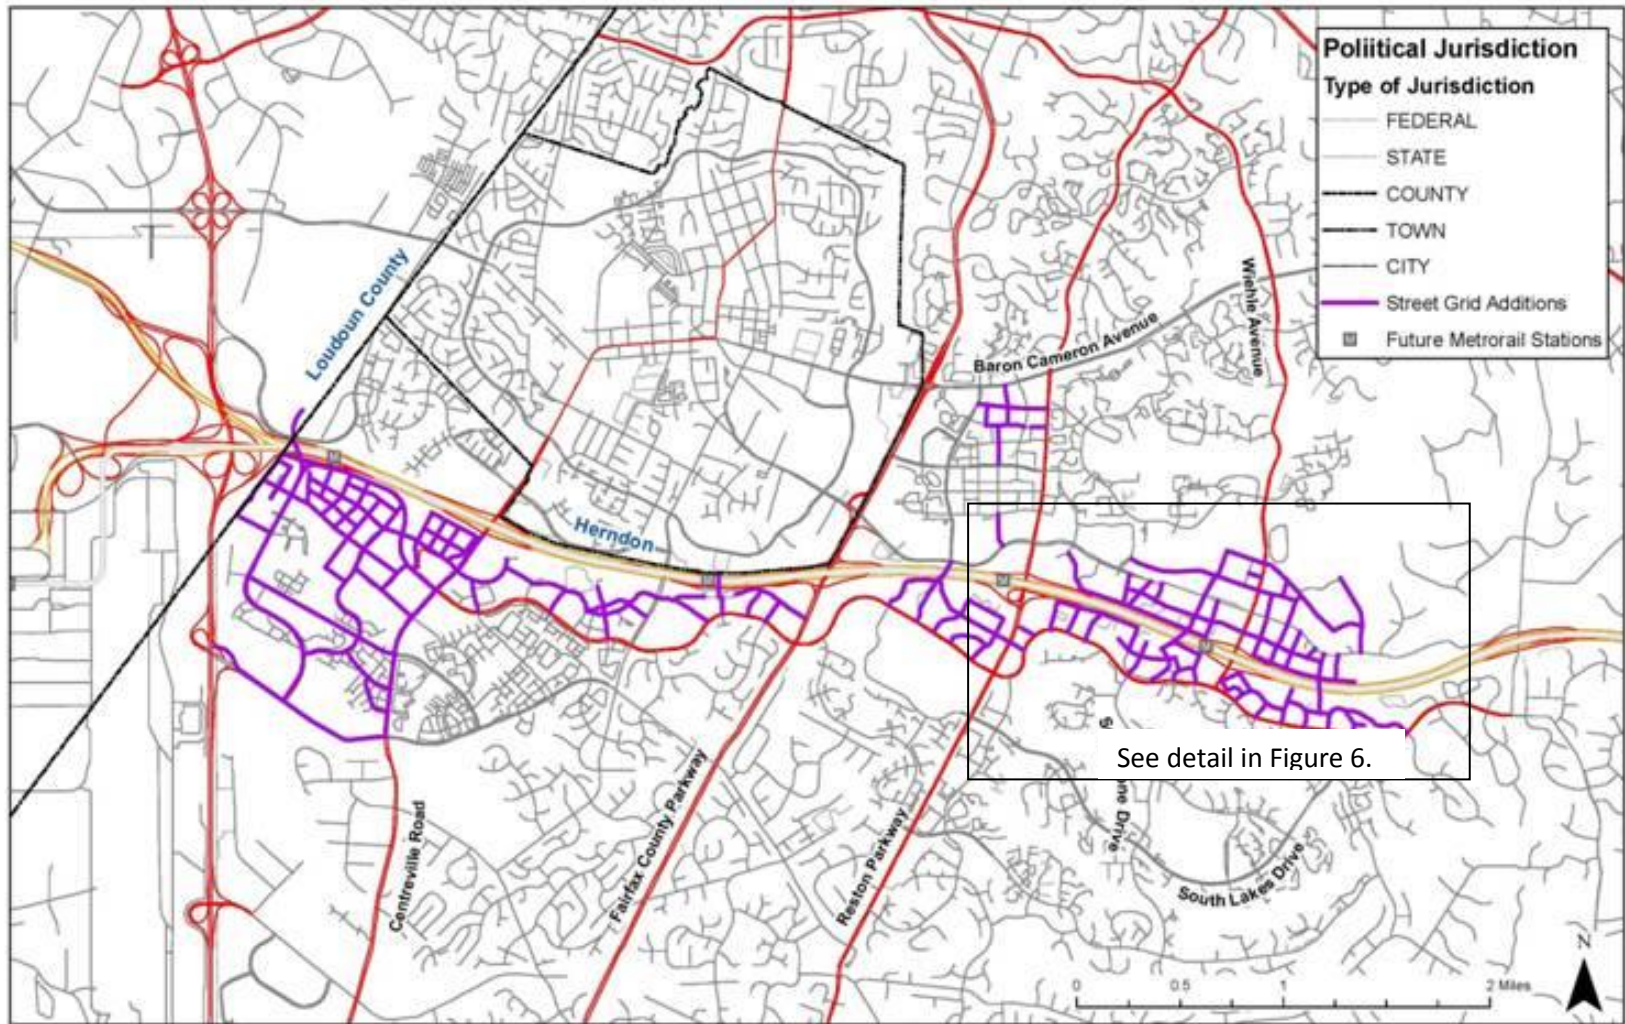 Poliitical Jurisdiction
Type of Jurisdiction
FEDERAL
STATE
COUNTY
TOWN
CITY
Street Grid Additions
Future Metrorail Stations
Loudoun County
Wiehle Avenue
Baron Cameron Avenue
Herndon
See detail in Figure 6.
S
one Drive
South Lakes Drive
Centreville Road
Fairfax County Parkway
Reston Parkway
N
0 0.5 1 2 Miles